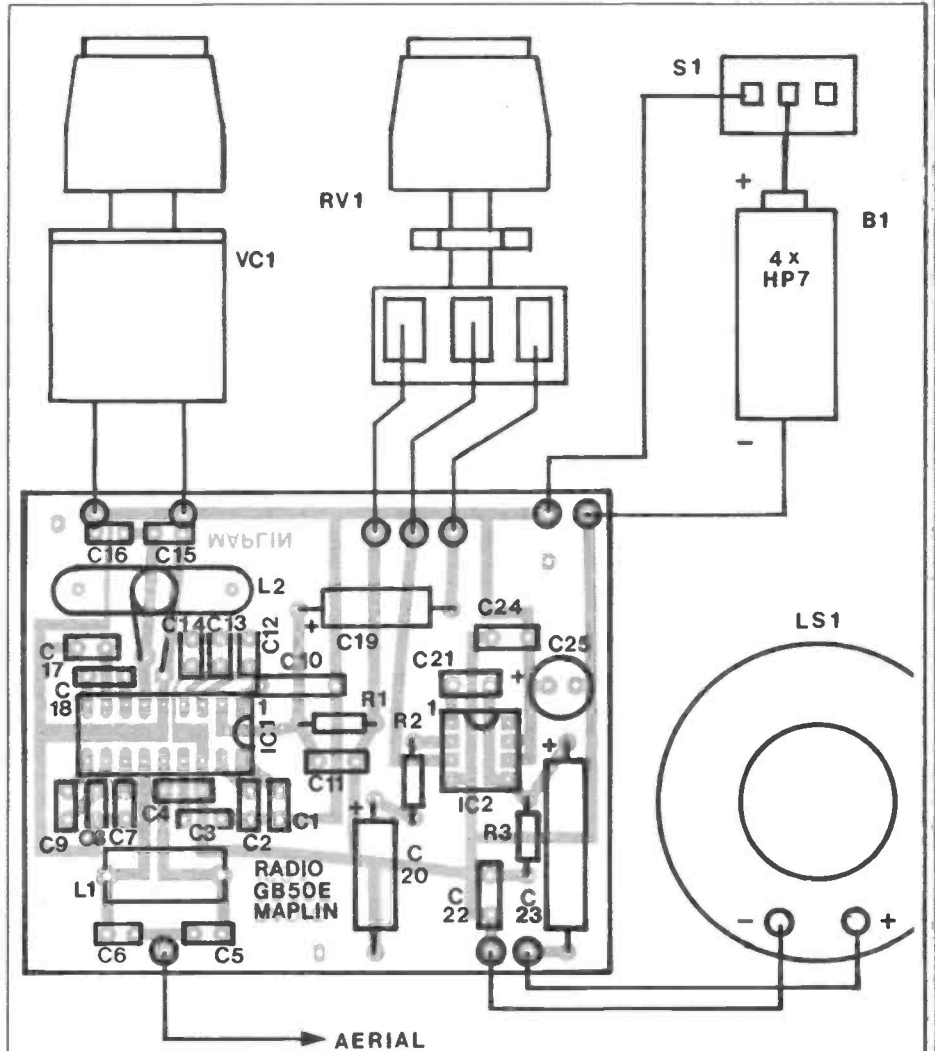 S1
RV1
+
B1
VC1
4 x
HP7
-
C16
C15
MAPLIN
L2
C14
C13
C12
+
C19
C24
LS1
C
17
C10
C21
C25
+
C
18
1
IC1
R1
R2
1
+
C11
IC2
C4
+
C9
C8
C7
C3
C2
C1
R3
L1
RADIO
GB50E
MAPLIN
C
20
C
22
C
23
-
+
C6
C5
AERIAL